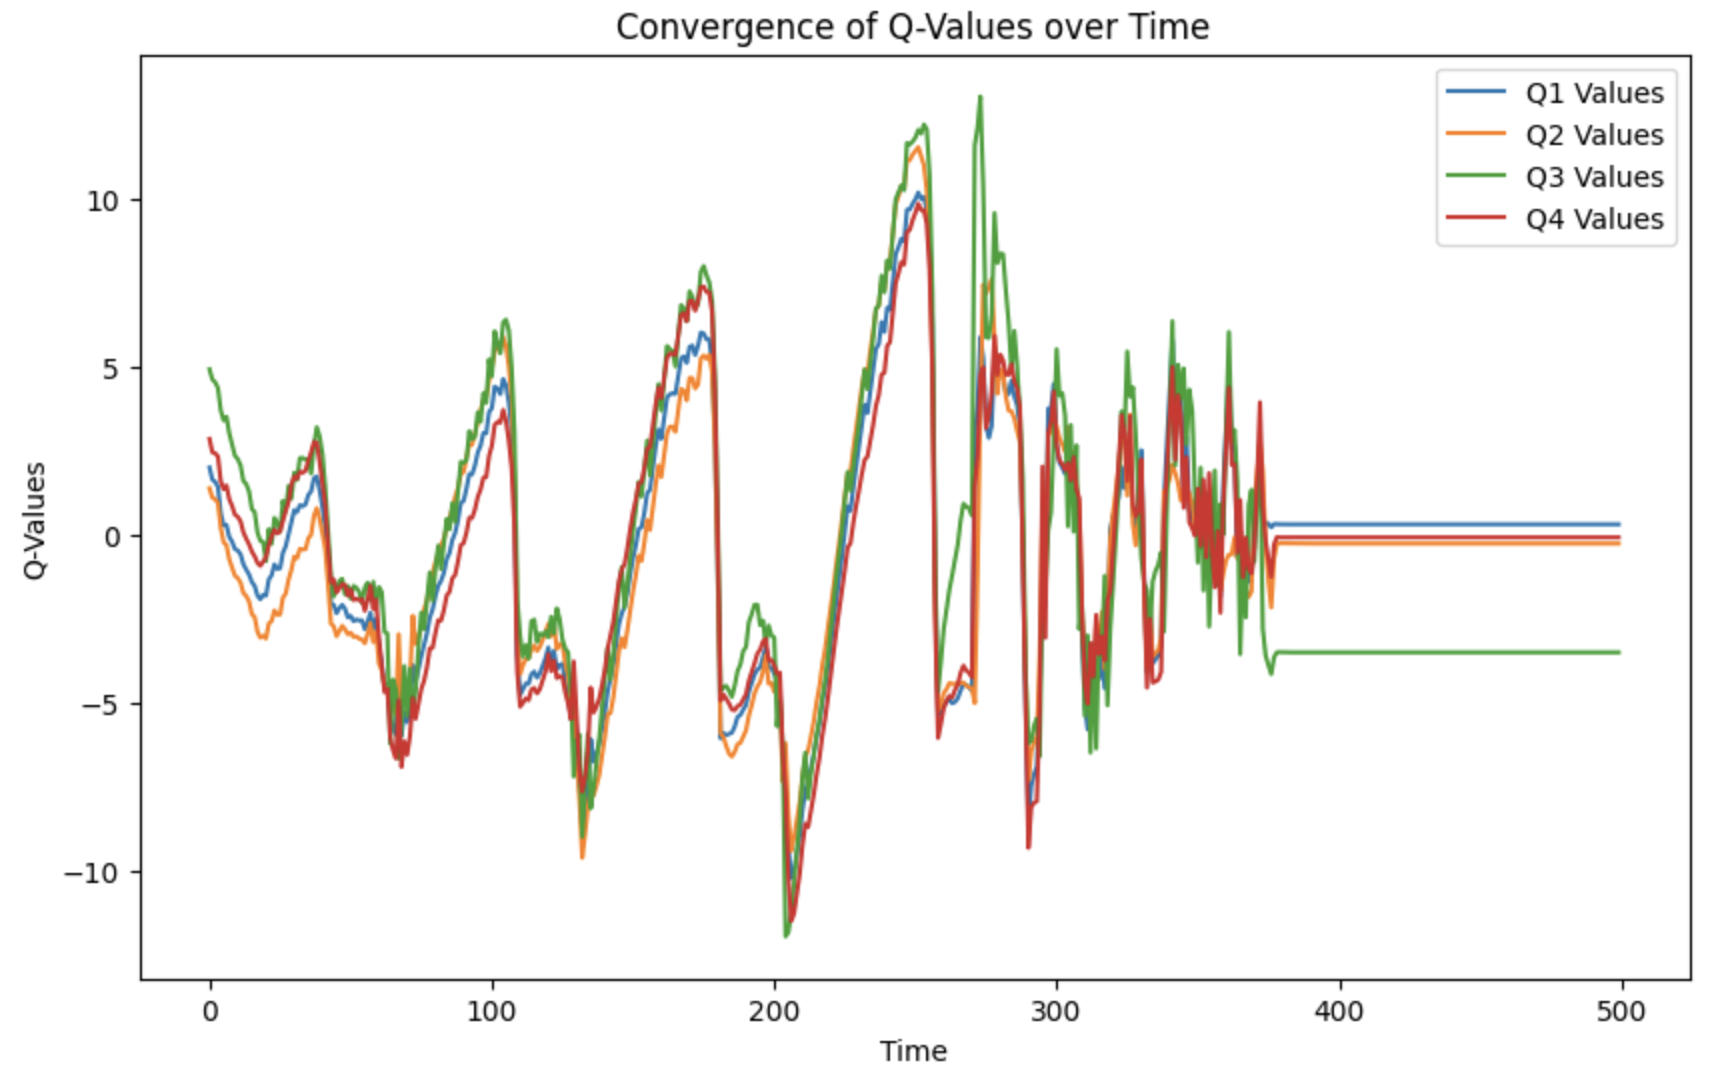 Convergence of Q-Values over Time
Q1 Values
Q2 Values
Q3 Values
Q4 Values
Q-Values
10
5
0
−5
−10
0 100 200 300 400 500
Time